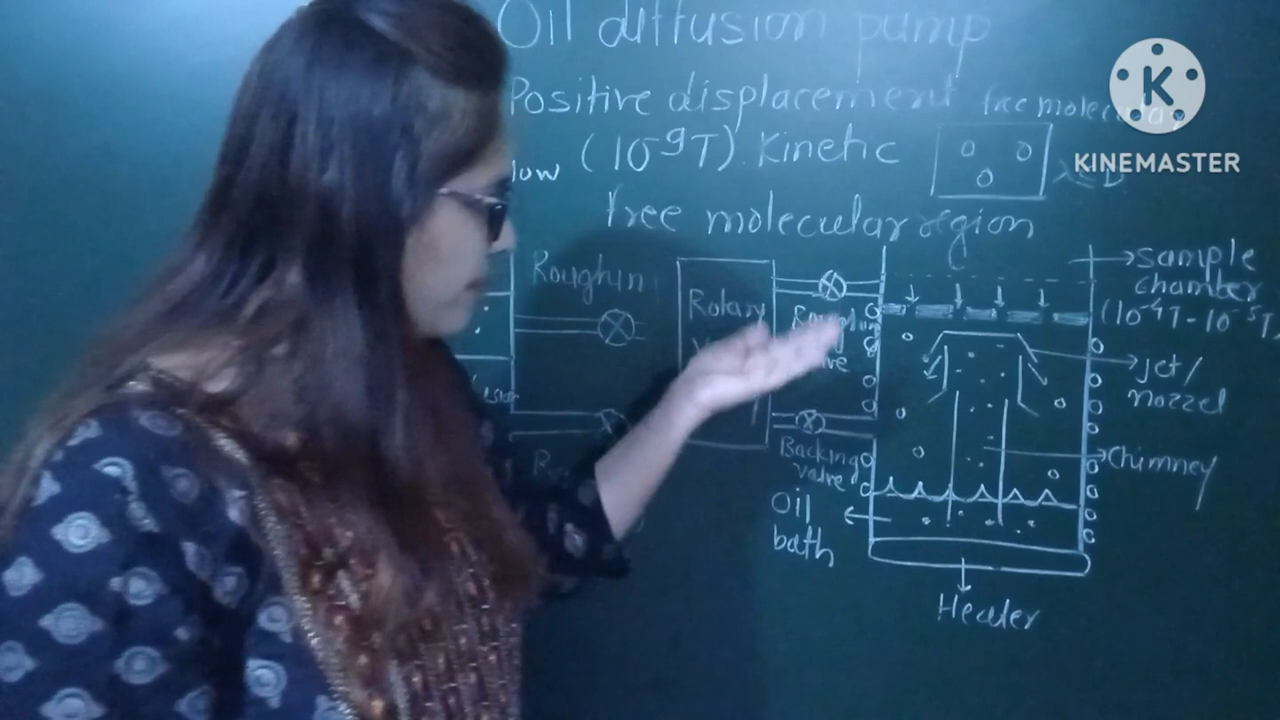 Oil diffusion pump
Positive displacement free molecular
low (10⁻⁹T). Kinetic
free molecular region
Roughin
Rotary
→ sample
chamber
(10⁻⁴T-10⁻⁵T
→ Jet/
nozzel
Backing
valve
→ Chimney
Oil
bath
Heater
KINEMASTER